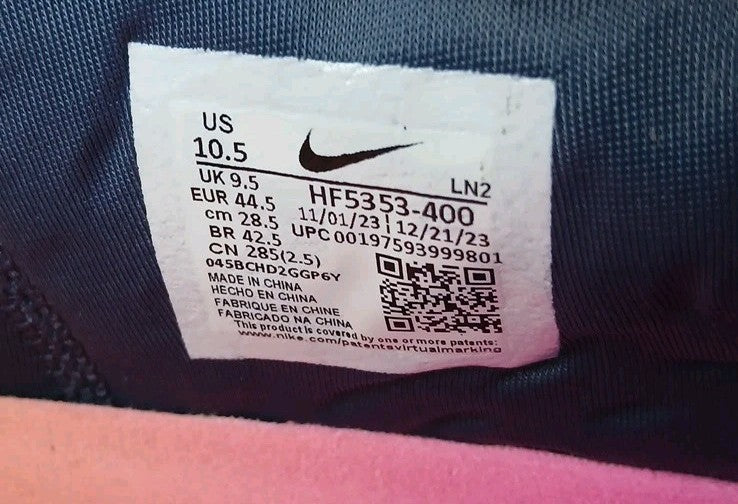 US
10.5
LN2
UK 9.5
HF5353-400
EUR 44.5
11/01/23 | 12/21/23
cm 28.5
UPC 00197593999801
BR 42.5
CN 285(2.5)
045BCHD2GGP6Y
MADE IN CHINA
HECHO EN CHINA
FABRIQUE EN CHINE
FABRICADO NA CHINA
This product is covered by one or more patents:
www.nike.com/patentsvirtualmarking